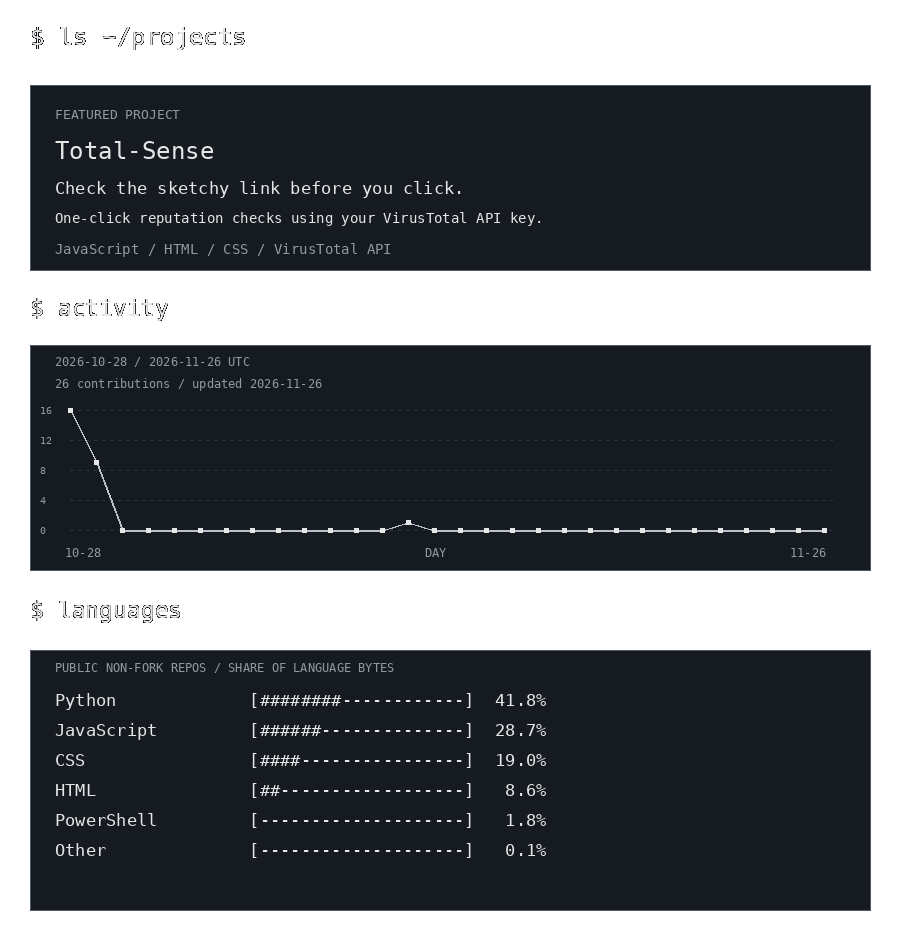 $ ls ~/projects
FEATURED PROJECT
Total-Sense
Check the sketchy link before you click.
One-click reputation checks using your VirusTotal API key.
JavaScript / HTML / CSS / VirusTotal API
$ activity
2026-10-28 / 2026-11-26 UTC
26 contributions / updated 2026-11-26
16
12
8
4
0
10-28 DAY 11-26
$ languages
PUBLIC NON-FORK REPOS / SHARE OF LANGUAGE BYTES
Python [########------------] 41.8%
JavaScript [######--------------] 28.7%
CSS [####----------------] 19.0%
HTML [##------------------] 8.6%
PowerShell [--------------------] 1.8%
Other [--------------------] 0.1%